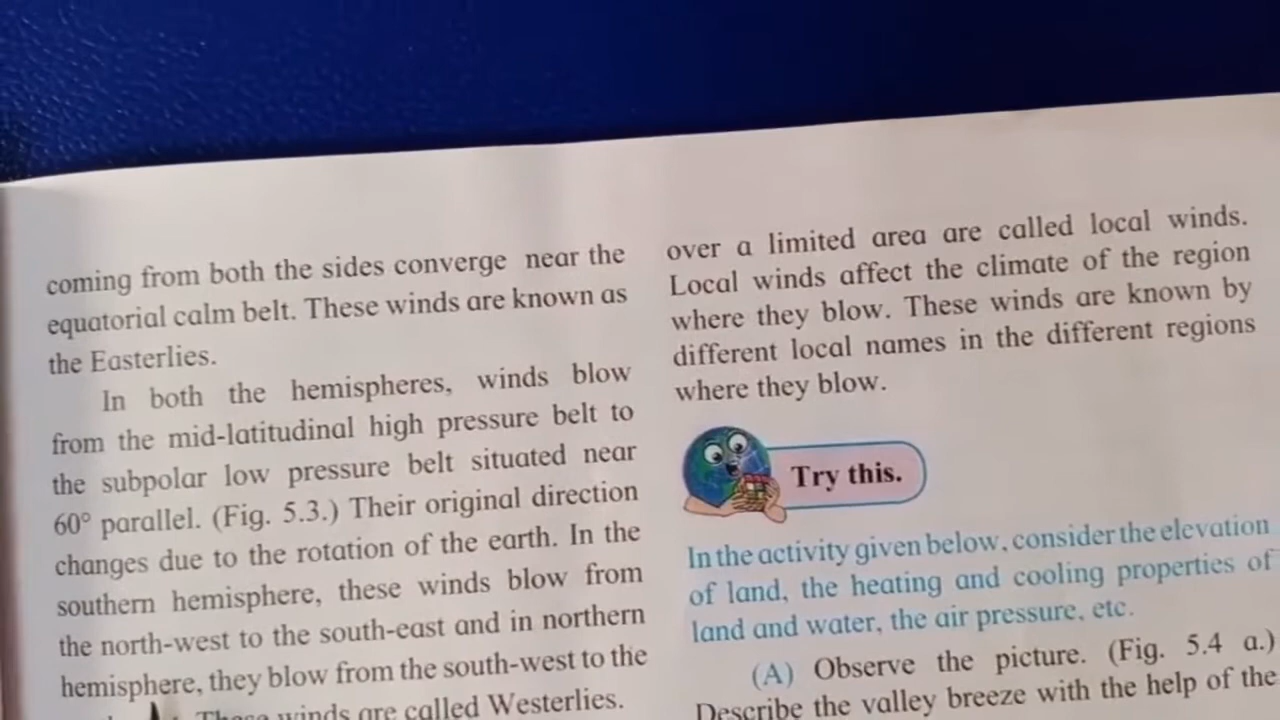 coming from both the sides converge near the
equatorial calm belt. These winds are known as
the Easterlies.
In both the hemispheres, winds blow
from the mid-latitudinal high pressure belt to
the subpolar low pressure belt situated near
60° parallel. (Fig. 5.3.) Their original direction
changes due to the rotation of the earth. In the
southern hemisphere, these winds blow from
the north-west to the south-east and in northern
hemisphere, they blow from the south-west to the
These winds are called Westerlies.
over a limited area are called local winds.
Local winds affect the climate of the region
where they blow. These winds are known by
different local names in the different regions
where they blow.
Try this.
In the activity given below, consider the elevation
of land, the heating and cooling properties of
land and water, the air pressure, etc.
(A) Observe the picture. (Fig. 5.4 a.)
Describe the valley breeze with the help of the